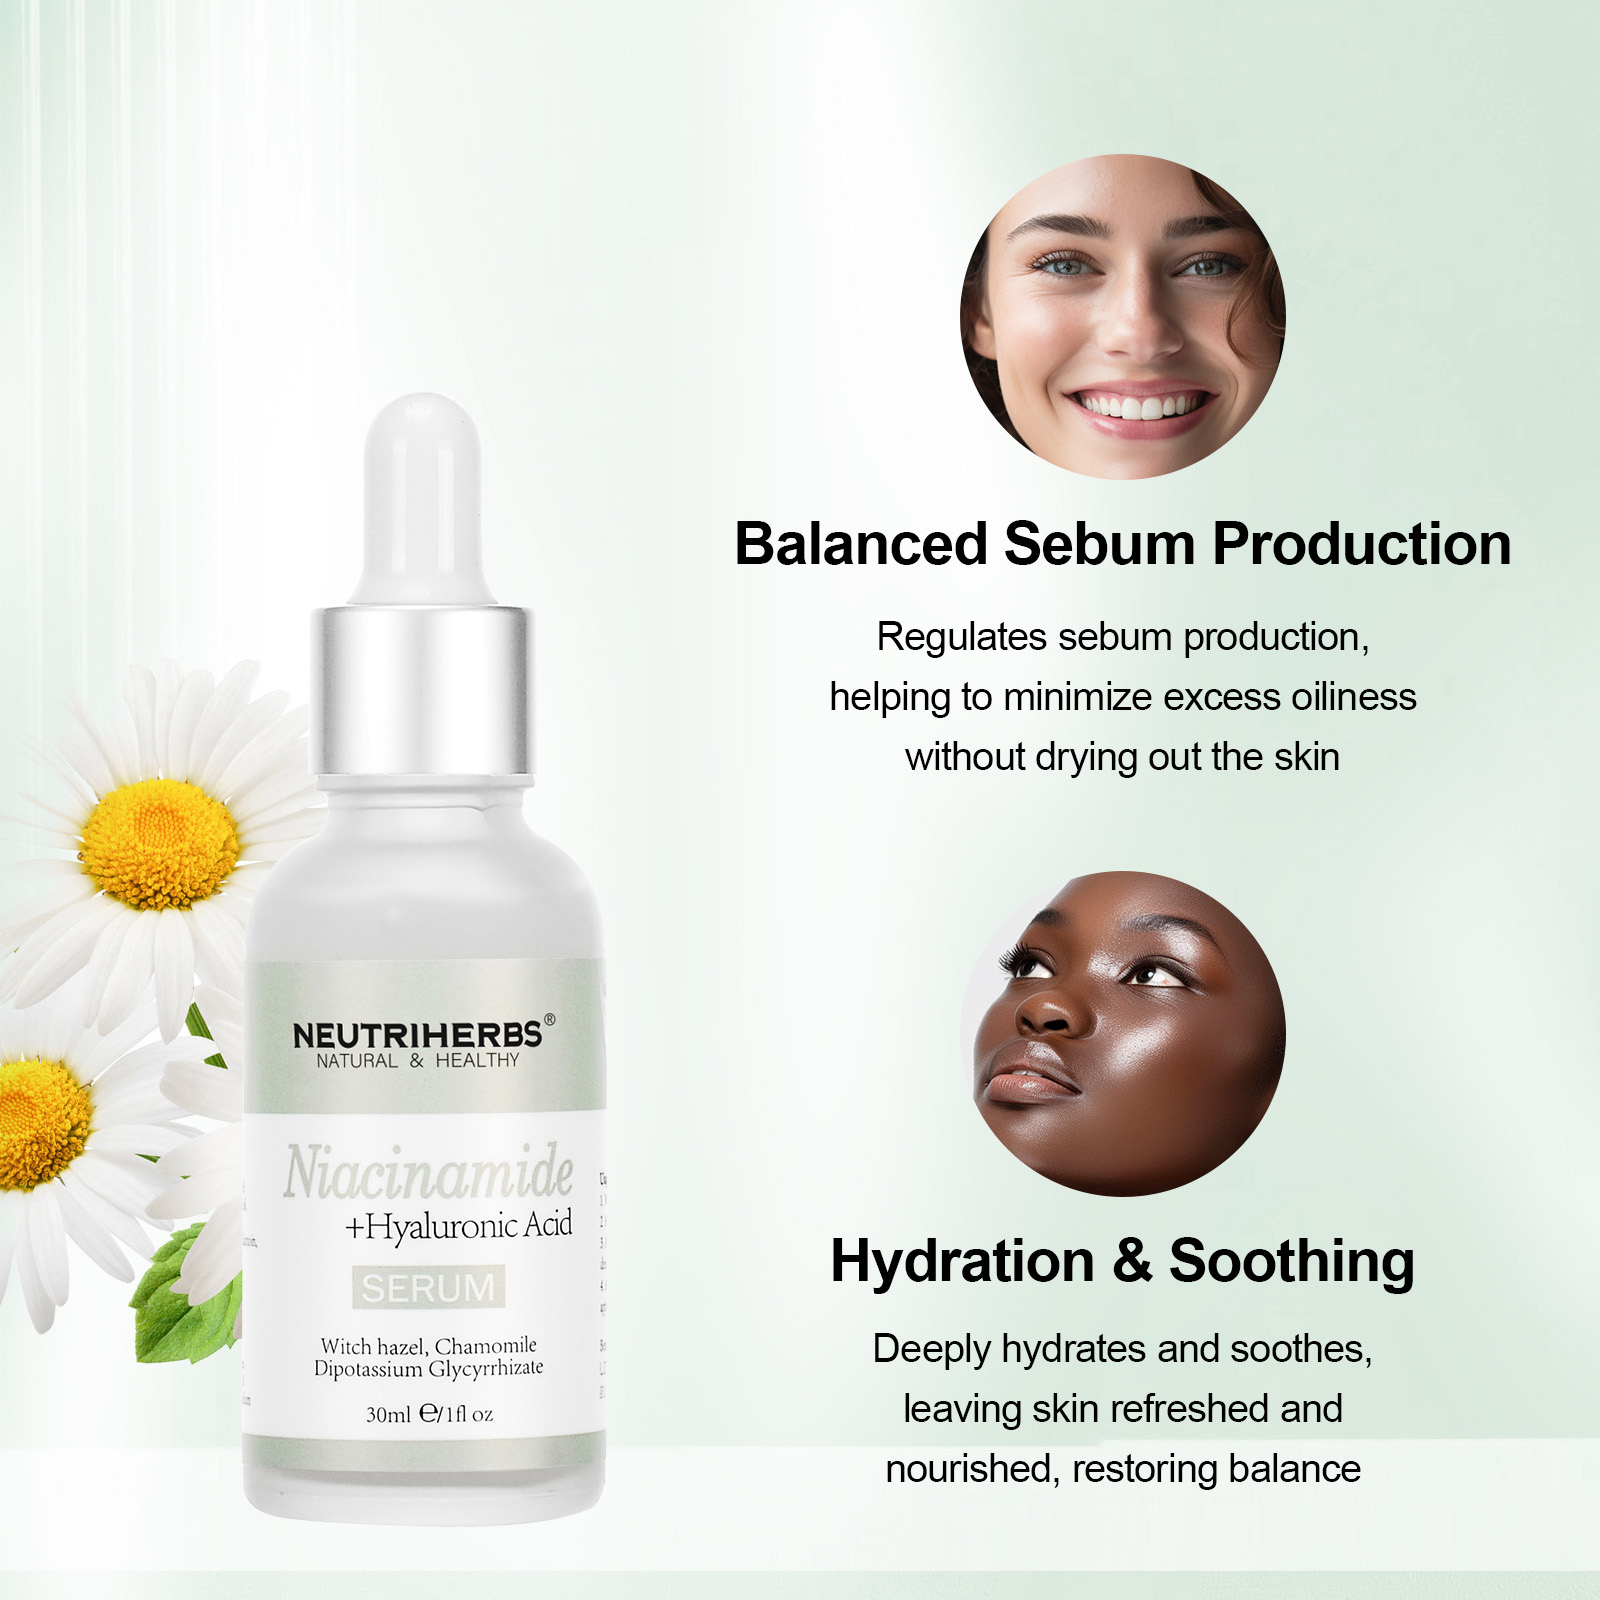 NEUTRIHERBS®
NATURAL & HEALTHY
Niacinamide
+Hyaluronic Acid
SERUM
Witch hazel, Chamomile
Dipotassium Glycyrrhizate
30ml ℮/1fl oz
Balanced Sebum Production
Regulates sebum production,
helping to minimize excess oiliness
without drying out the skin
Hydration & Soothing
Deeply hydrates and soothes,
leaving skin refreshed and
nourished, restoring balance